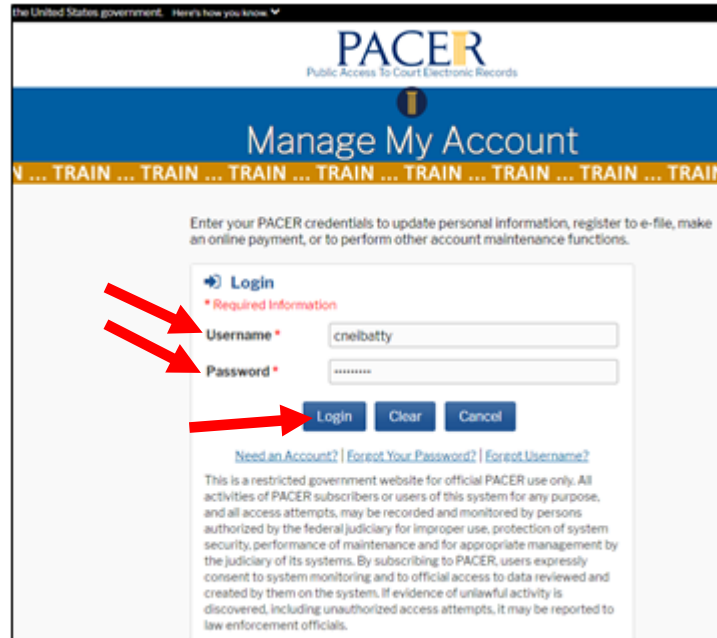 the United States government. Here's how you know
PACER
Public Access To Court Electronic Records
Manage My Account
N ... TRAIN ... TRAIN ... TRAIN ... TRAIN ... TRAIN ... TRAIN ... TRAIN ... TRAIN
Enter your PACER credentials to update personal information, register to e-file, make
an online payment, or to perform other account maintenance functions.
Login
* Required Information
Username *
cneibatty
Password *
•••••••••
Login Clear Cancel
Need an Account? | Forgot Your Password? | Forgot Username?
This is a restricted government website for official PACER use only. All
activities of PACER subscribers or users of this system for any purpose,
and all access attempts, may be recorded and monitored by persons
authorized by the federal judiciary for improper use, protection of system
security, performance of maintenance and for appropriate management by
the judiciary of its systems. By subscribing to PACER, users expressly
consent to system monitoring and to official access to data reviewed and
created by them on the system. If evidence of unlawful activity is
discovered, including unauthorized access attempts, it may be reported to
law enforcement officials.